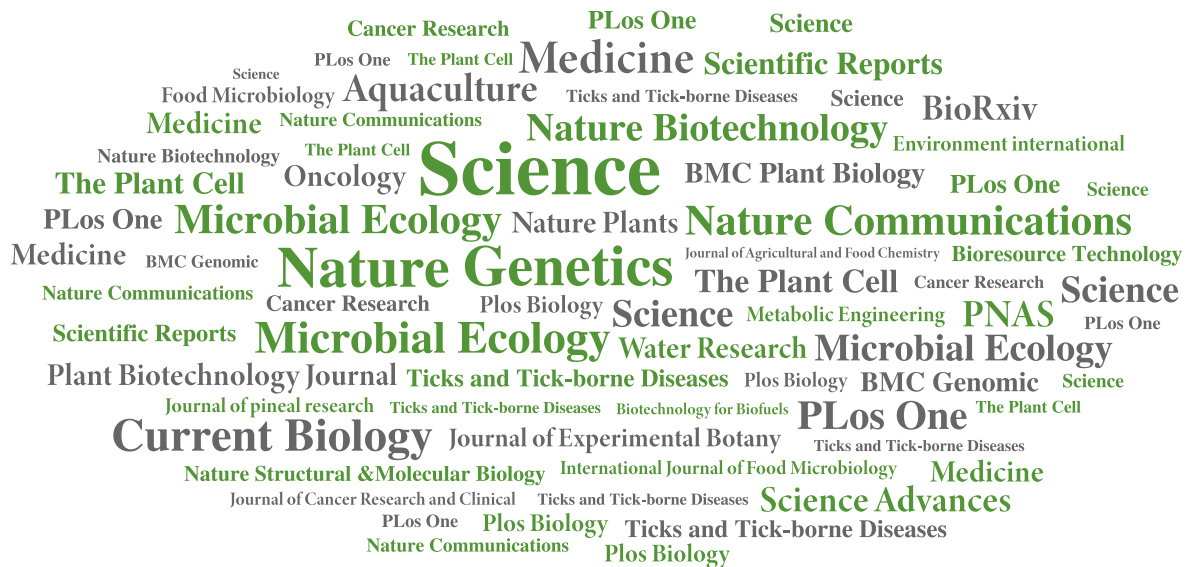 Cancer Research PLos One Science
PLos One The Plant Cell Medicine Scientific Reports
Science
Food Microbiology Aquaculture Ticks and Tick-borne Diseases Science BioRxiv
Medicine Nature Communications Nature Biotechnology Environment international
Nature Biotechnology The Plant Cell Science BMC Plant Biology
The Plant Cell Oncology PLos One Science
PLos One Microbial Ecology Nature Plants Nature Communications
Medicine BMC Genomic Nature Genetics Journal of Agricultural and Food Chemistry Bioresource Technology
The Plant Cell Cancer Research Science
Nature Communications Cancer Research Plos Biology Science Metabolic Engineering PNAS PLos One
Scientific Reports Microbial Ecology Water Research Microbial Ecology
Plant Biotechnology Journal Ticks and Tick-borne Diseases Plos Biology BMC Genomic Science
Journal of pineal research Ticks and Tick-borne Diseases Biotechnology for Biofuels PLos One The Plant Cell
Current Biology Journal of Experimental Botany Ticks and Tick-borne Diseases
Nature Structural &Molecular Biology International Journal of Food Microbiology Medicine
Journal of Cancer Research and Clinical Ticks and Tick-borne Diseases Science Advances
PLos One Plos Biology Ticks and Tick-borne Diseases
Nature Communications Plos Biology